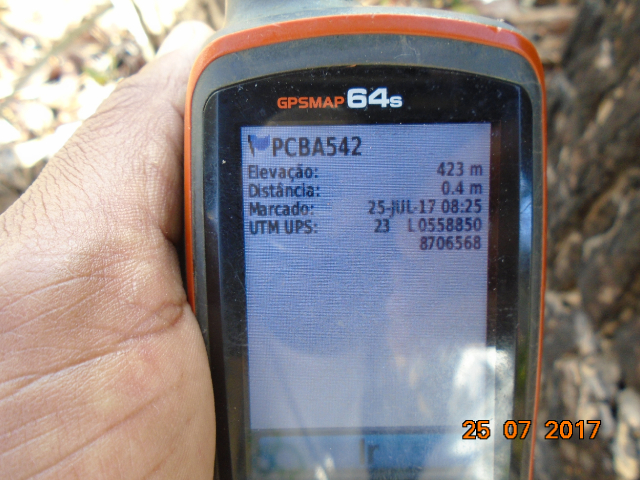 GPSMAP 64s
PCBA542
Elevação: 423 m
Distância: 0.4 m
Marcado: 25-JUL-17 08:25
UTM UPS: 23 L 0558850
8706568
Ir
25 07 2017